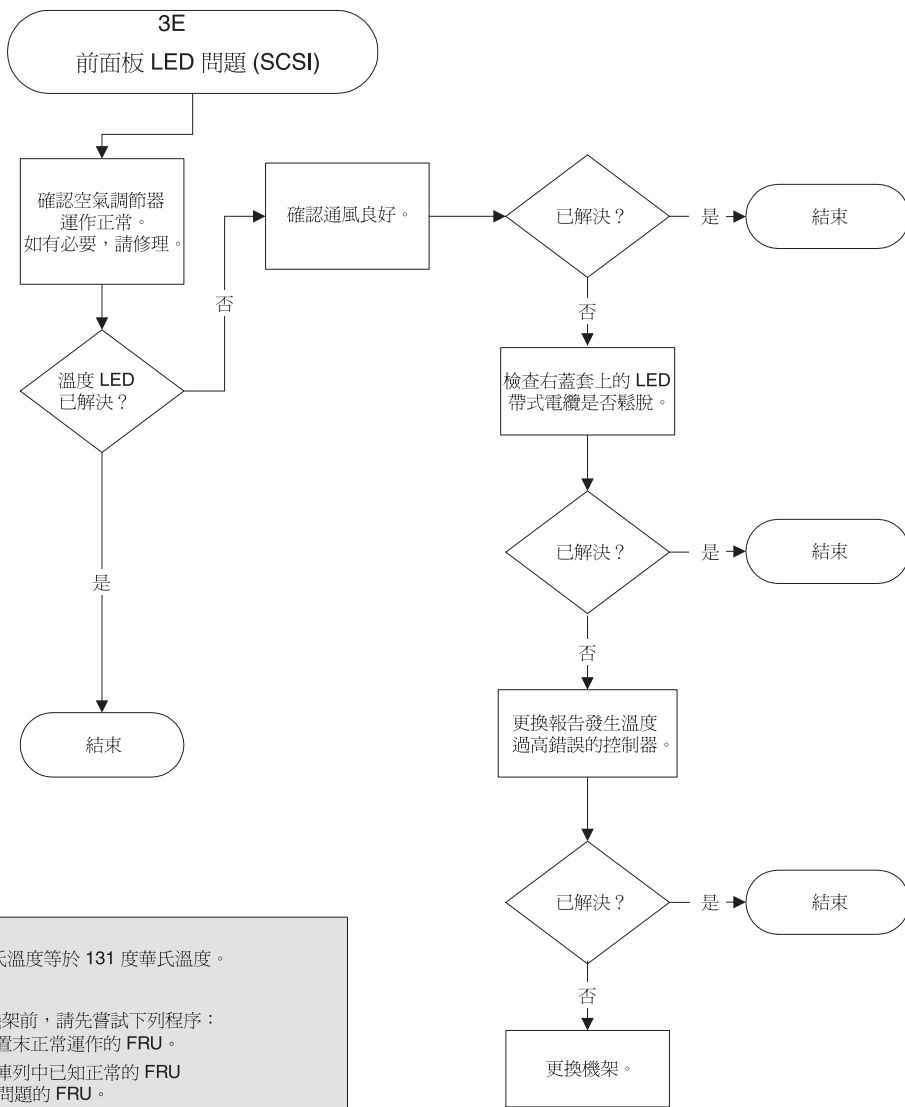 3E
前面板 LED 問題 (SCSI)
確認空氣調節器
運作正常。
如有必要，請修理。
確認通風良好。
已解決？
是
結束
否
否
溫度 LED
已解決？
檢查右蓋套上的 LED
帶式電纜是否鬆脫。
已解決？
是
結束
是
否
更換報告發生溫度
過高錯誤的控制器。
結束
已解決？
是
結束
氏溫度等於 131 度華氏溫度。
架前，請先嘗試下列程序：
置末正常運作的 FRU。
陣列中已知正常的 FRU
問題的 FRU。
否
更換機架。